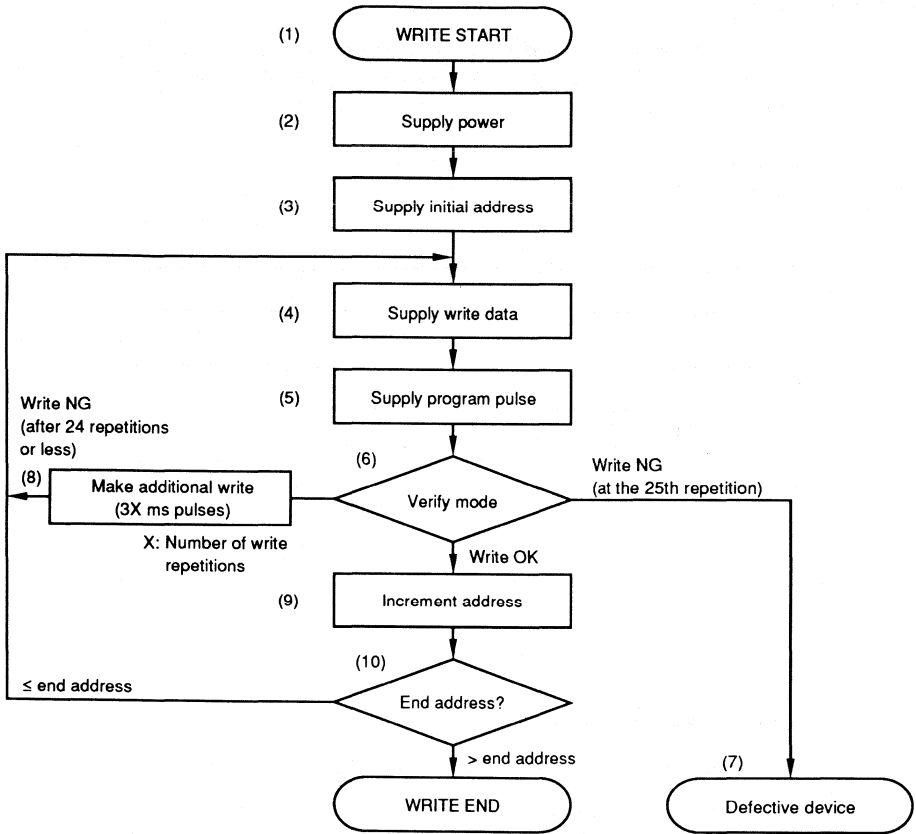 (1) WRITE START
(2) Supply power
(3) Supply initial address
(4) Supply write data
(5) Supply program pulse
Write NG
(after 24 repetitions
or less)
(6) Verify mode
Write NG
(at the 25th repetition)
(8) Make additional write
(3X ms pulses)
X: Number of write
repetitions
Write OK
(9) Increment address
(10) End address?
≤ end address
> end address
WRITE END
(7) Defective device